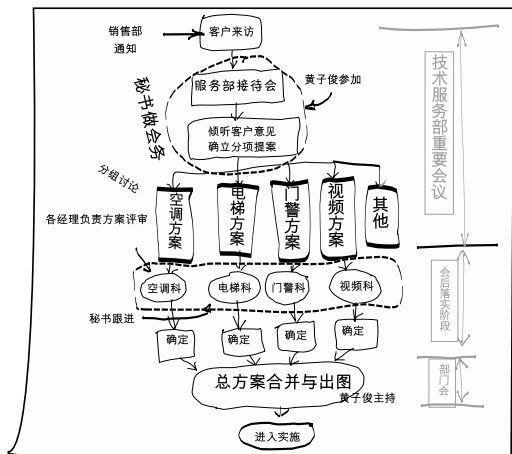 销售部
通知
客户来访
服务部接待会
黄子俊参加
秘书做会务
倾听客户意见
确立分项提案
分组讨论
空调方案
电梯方案
门警方案
视频方案
其他
各经理负责方案评审
空调科
电梯科
门警科
视频科
秘书跟进
确定
确定
确定
确定
总方案合并与出图
黄子俊主持
进入实施
技术服务部重要会议
会后落实阶段
部门会